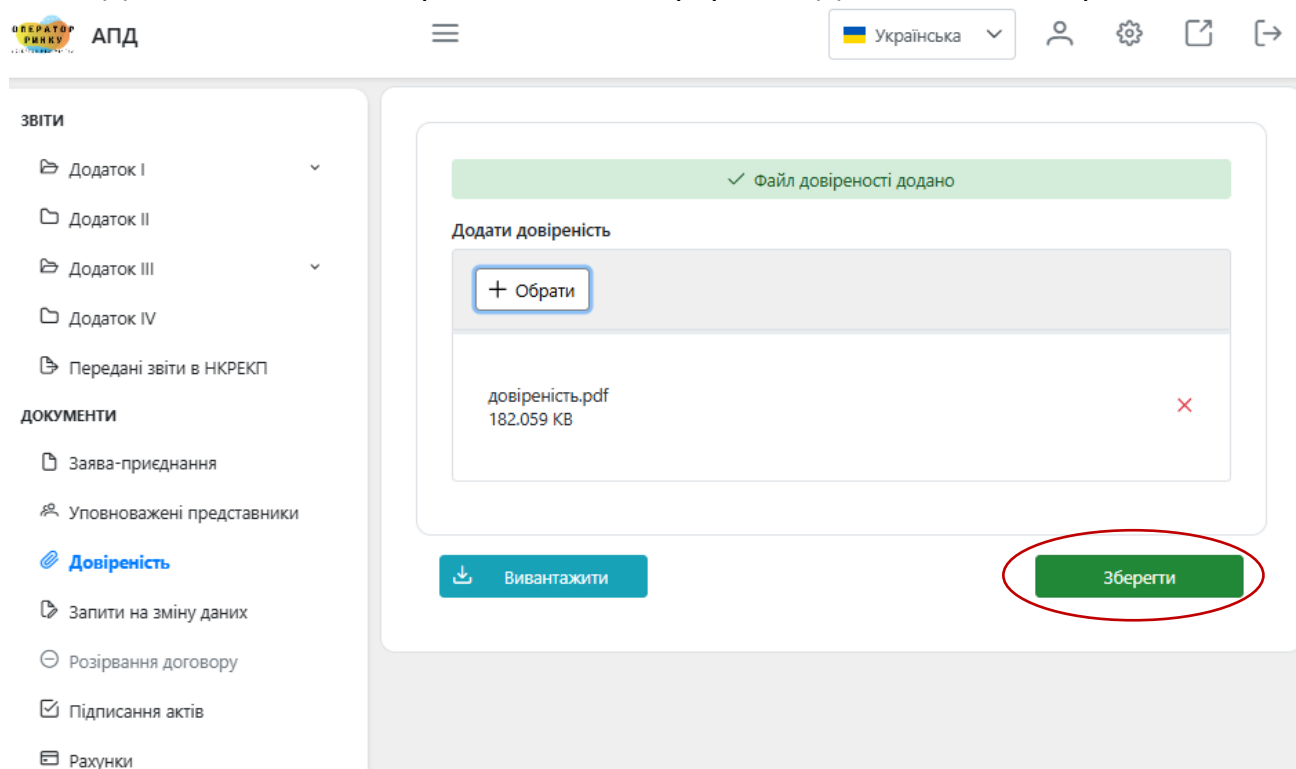 ОПЕРАТОР
РИНКУ
АПД
Українська
ЗВІТИ
Додаток I
Додаток II
Додаток III
Додаток IV
Передані звіти в НКРЕКП
ДОКУМЕНТИ
Заява-приєднання
Уповноважені представники
Довіреність
Запити на зміну даних
Розірвання договору
Підписання актів
Рахунки
Файл довіреності додано
Додати довіреність
Обрати
довіреність.pdf
182.059 KB
Вивантажити
Зберегти